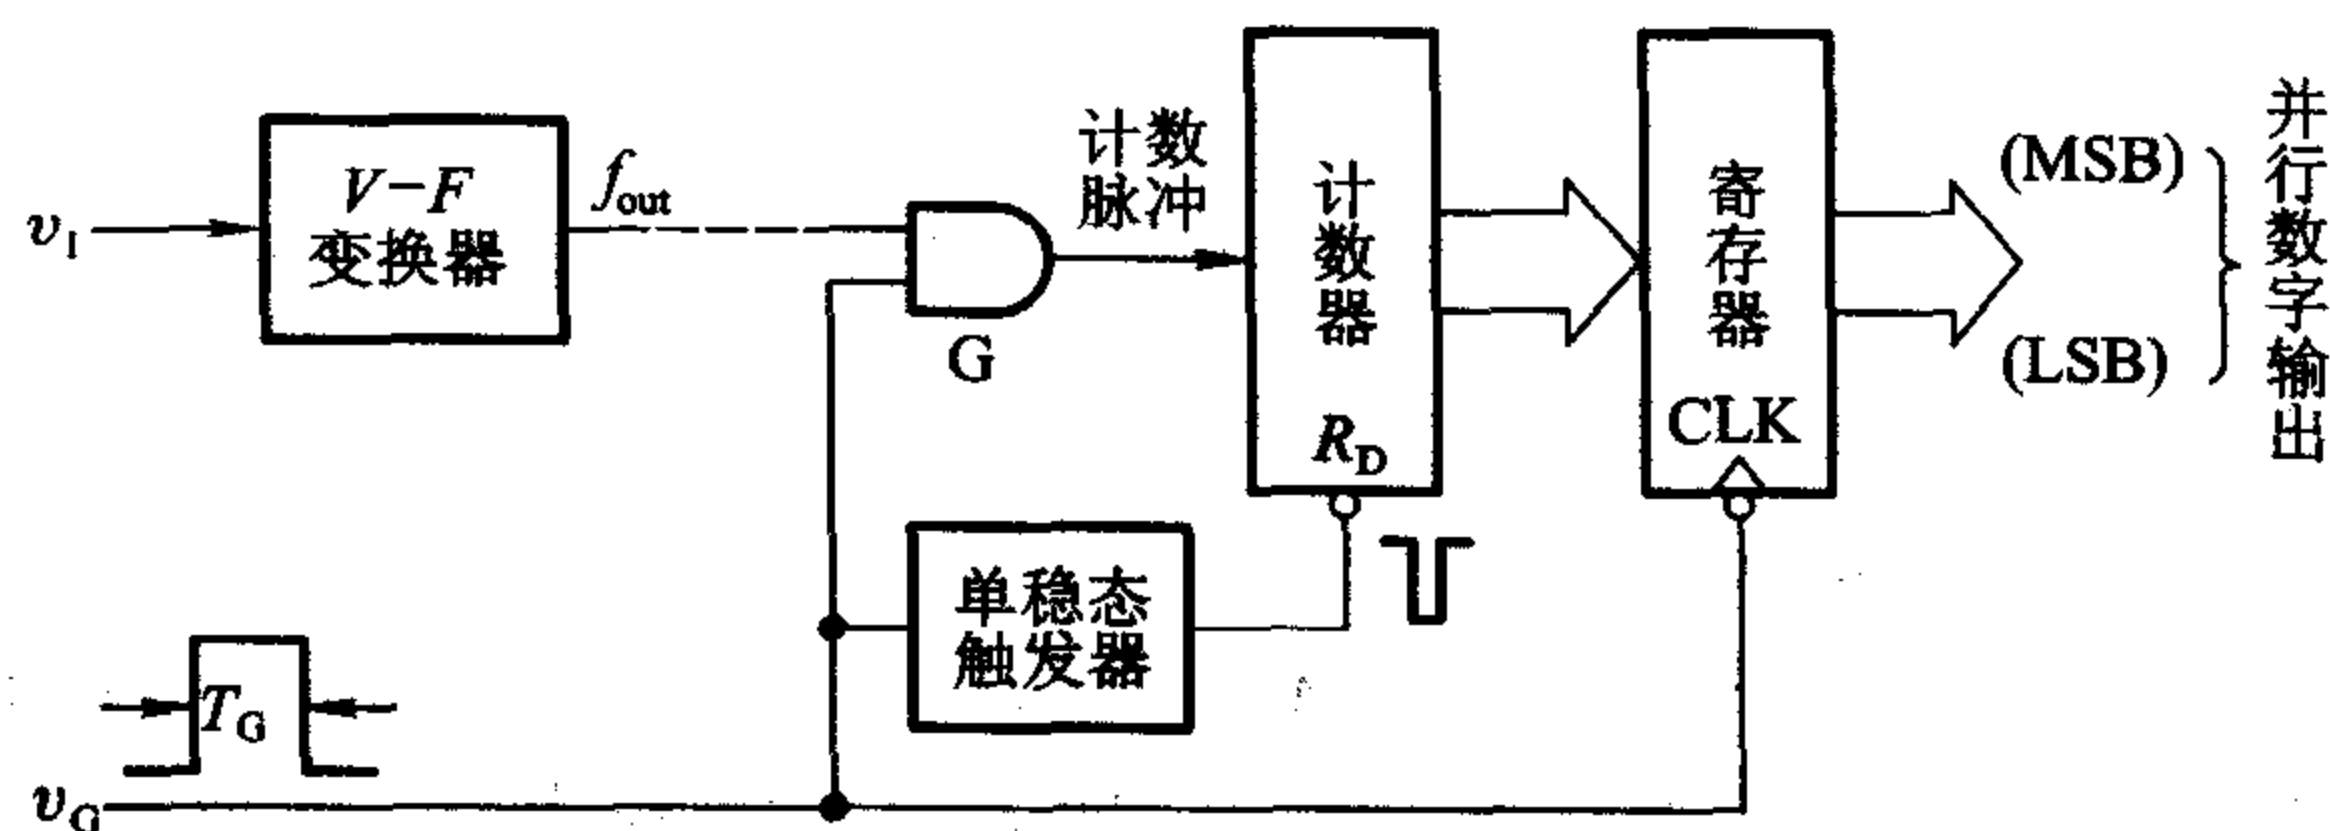 v_I
V-F
变换器
f_out
G
计数
脉冲
计数器
R_D
寄存器
CLK
(MSB)
(LSB)
并行数字输出
单稳态
触发器
T_G
v_G